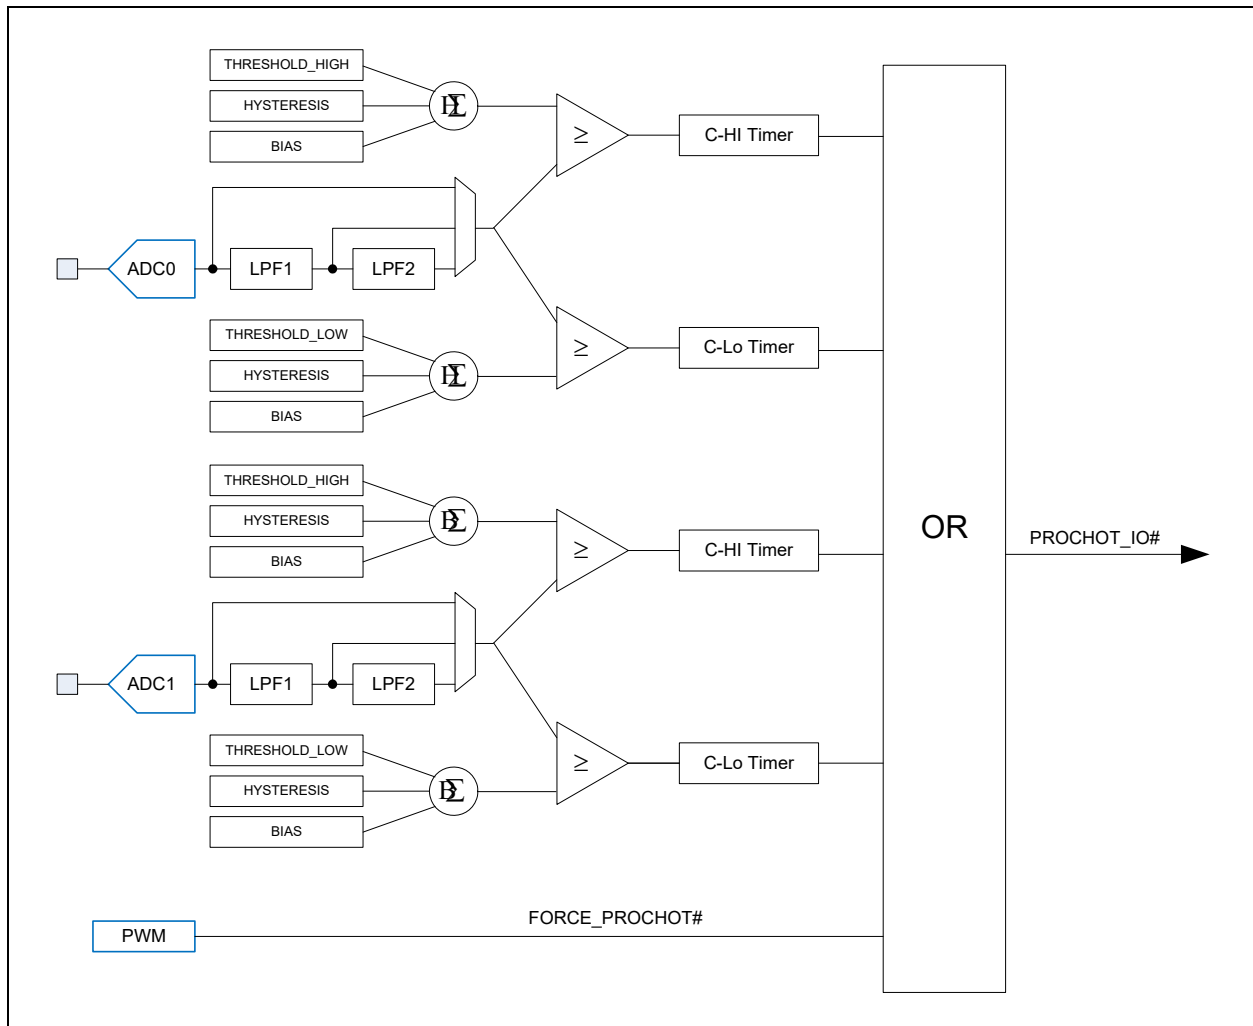 THRESHOLD_HIGH
HYSTERESIS
BIAS
Σ
≥
C-HI Timer
ADC0
LPF1
LPF2
THRESHOLD_LOW
HYSTERESIS
BIAS
Σ
≥
C-Lo Timer
THRESHOLD_HIGH
HYSTERESIS
BIAS
Σ
≥
C-HI Timer
ADC1
LPF1
LPF2
THRESHOLD_LOW
HYSTERESIS
BIAS
Σ
≥
C-Lo Timer
OR
PROCHOT_IO#
PWM
FORCE_PROCHOT#